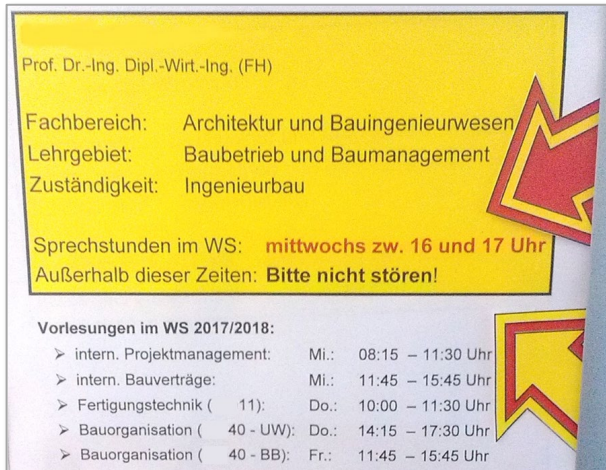 Prof. Dr.-Ing. Dipl.-Wirt.-Ing. (FH)
Fachbereich: Architektur und Bauingenieurwesen
Lehrgebiet: Baubetrieb und Baumanagement
Zuständigkeit: Ingenieurbau
Sprechstunden im WS: mittwochs zw. 16 und 17 Uhr
Außerhalb dieser Zeiten: Bitte nicht stören!
Vorlesungen im WS 2017/2018:
➢ intern. Projektmanagement: Mi.: 08:15 – 11:30 Uhr
➢ intern. Bauverträge: Mi.: 11:45 – 15:45 Uhr
➢ Fertigungstechnik ( 11): Do.: 10:00 – 11:30 Uhr
➢ Bauorganisation ( 40 - UW): Do.: 14:15 – 17:30 Uhr
➢ Bauorganisation ( 40 - BB): Fr.: 11:45 – 15:45 Uhr